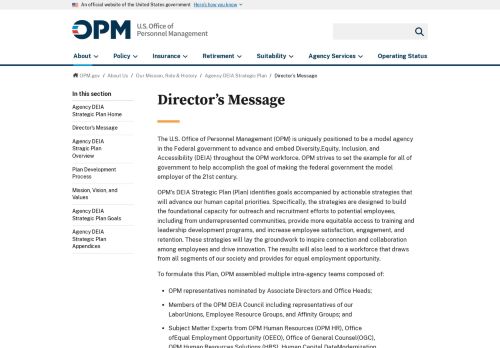 An official website of the United States government Here's how you know
OPM U.S. Office of
Personnel Management
About Policy Insurance Retirement Suitability Agency Services Operating Status
OPM.gov / About Us / Our Mission, Role & History / Agency DEIA Strategic Plan / Director's Message
In this section
Agency DEIA
Strategic Plan Home
Director's Message
Agency DEIA
Stragic Plan
Overview
Plan Development
Process
Mission, Vision, and
Values
Agency DEIA
Strategic Plan Goals
Agency DEIA
Strategic Plan
Appendices
Director's Message
The U.S. Office of Personnel Management (OPM) is uniquely positioned to be a model agency
in the Federal government to advance and embed Diversity,Equity, Inclusion, and
Accessibility (DEIA) throughout the OPM workforce. OPM strives to set the example for all of
government to help accomplish the goal of making the federal government the model
employer of the 21st century.
OPM's DEIA Strategic Plan (Plan) identifies goals accompanied by actionable strategies that
will advance our human capital priorities. Specifically, the strategies are designed to build
the foundational capacity for outreach and recruitment efforts to potential employees,
including from underrepresented communities, provide more equitable access to training and
leadership development programs, and increase employee satisfaction, engagement, and
retention. These strategies will lay the groundwork to inspire connection and collaboration
among employees and drive innovation. The results will also lead to a workforce that draws
from all segments of our society and provides for equal employment opportunity.
To formulate this Plan, OPM assembled multiple intra-agency teams composed of:
• OPM representatives nominated by Associate Directors and Office Heads;
• Members of the OPM DEIA Council including representatives of our
LaborUnions, Employee Resource Groups, and Affinity Groups; and
• Subject Matter Experts from OPM Human Resources (OPM HR), Office
ofEqual Employment Opportunity (OEEO), Office of General Counsel(OGC),
OPM Human Resources Solutions (HRS), Human Capital DataModernization